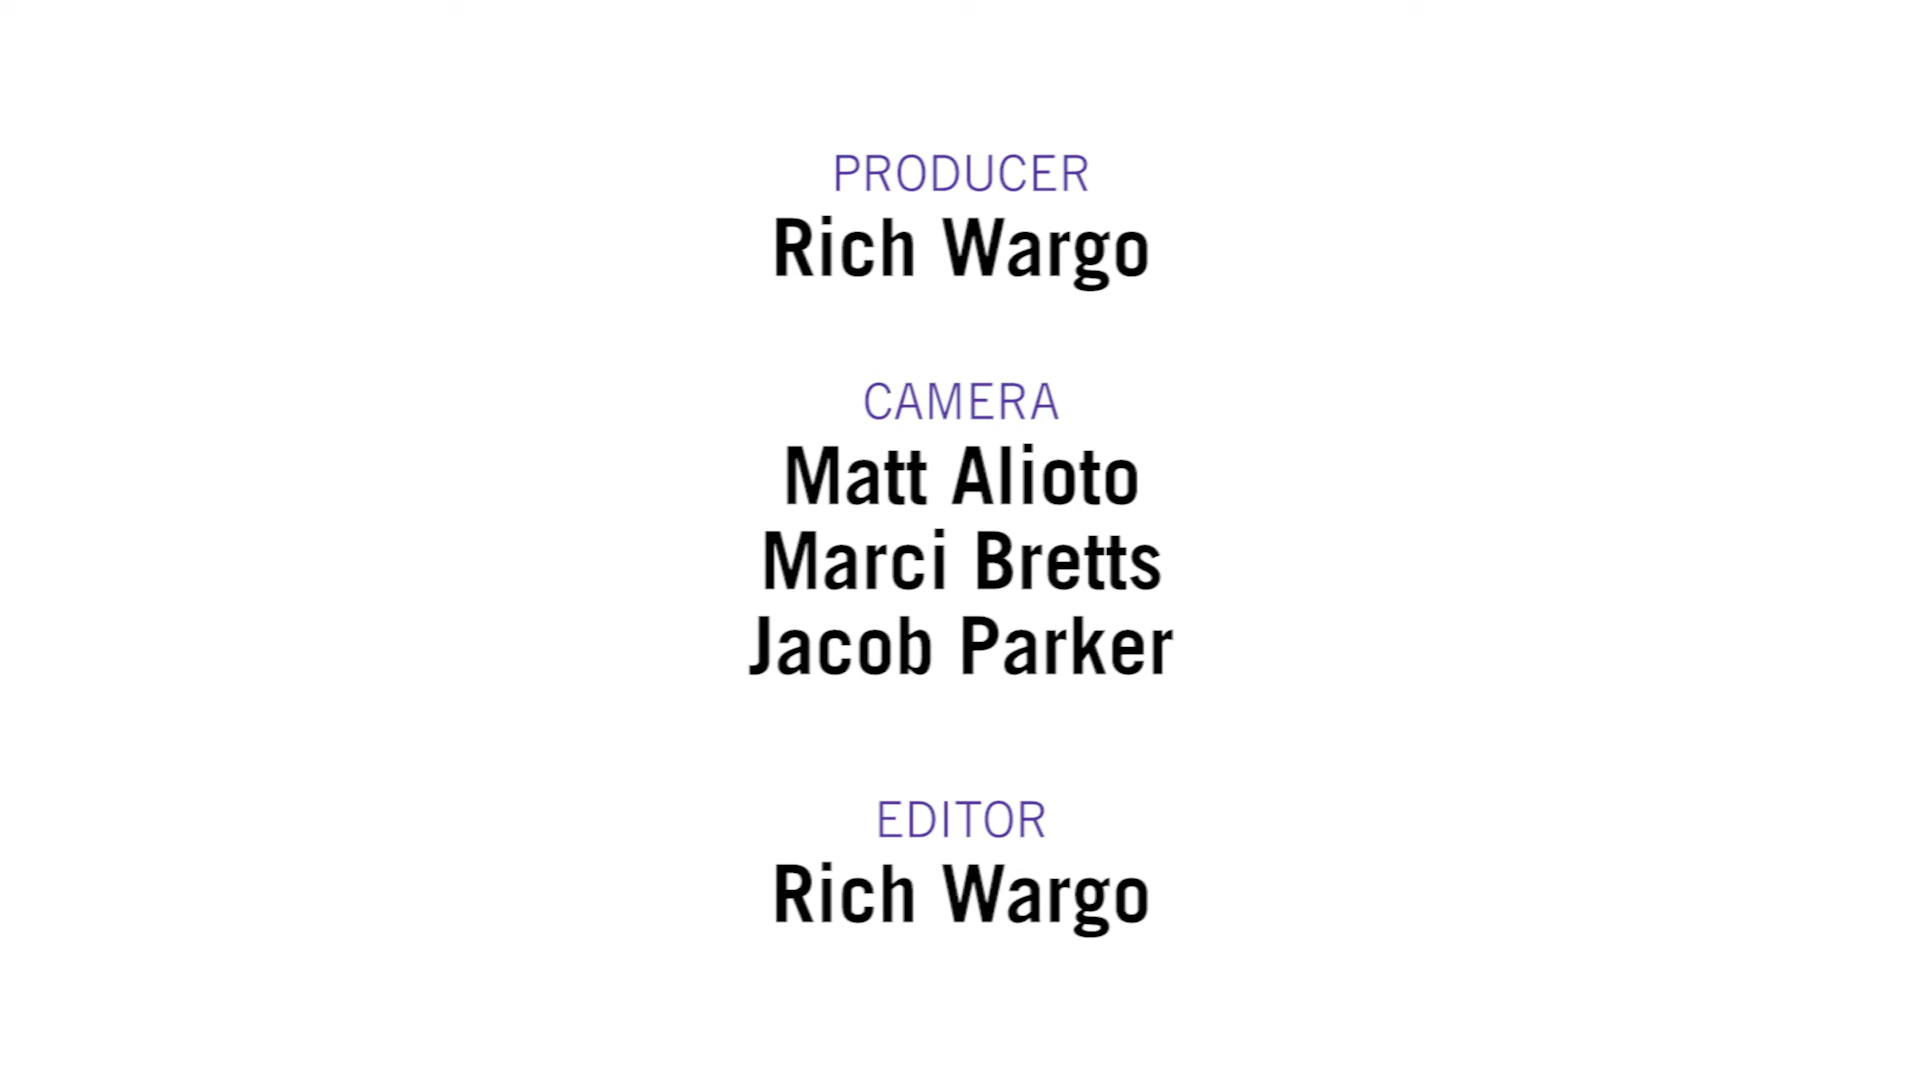 PRODUCER
Rich Wargo
CAMERA
Matt Alioto
Marci Bretts
Jacob Parker
EDITOR
Rich Wargo